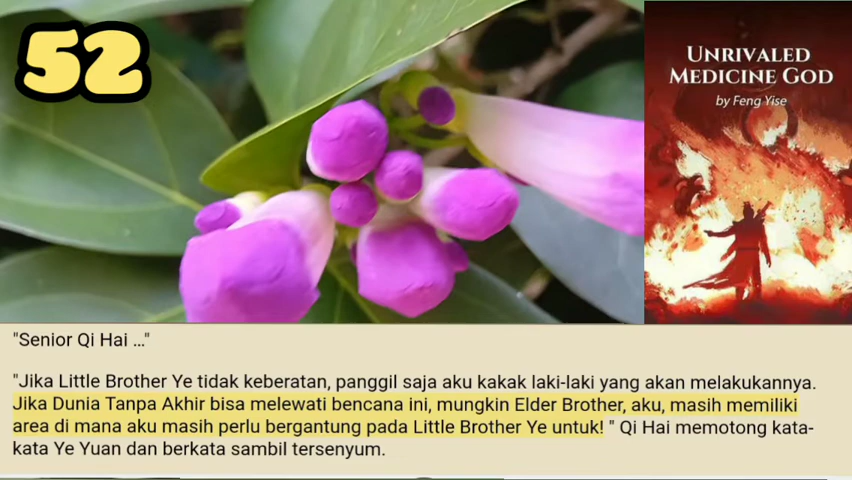 52
UNRIVALED
MEDICINE GOD
by Feng Yise
"Senior Qi Hai ..."
"Jika Little Brother Ye tidak keberatan, panggil saja aku kakak laki-laki yang akan melakukannya.
Jika Dunia Tanpa Akhir bisa melewati bencana ini, mungkin Elder Brother, aku, masih memiliki
area di mana aku masih perlu bergantung pada Little Brother Ye untuk! " Qi Hai memotong kata-
kata Ye Yuan dan berkata sambil tersenyum.